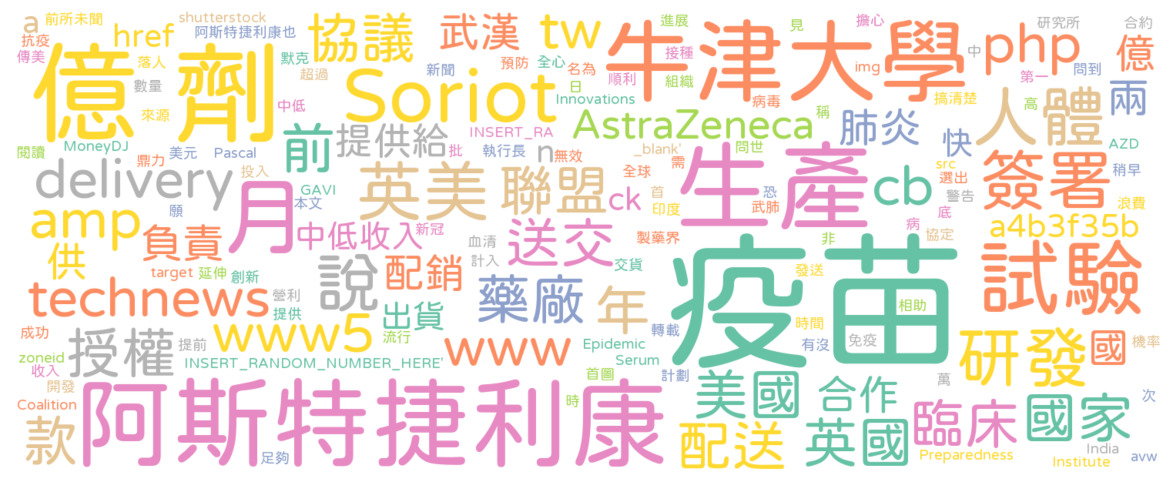 a 前所未聞 shutterstock
抗疫 href 阿斯特捷利康也 協議 武漢 tw 牛津大學 進展 見 擔心 php 研究所 合約
傳美 落人 默克 新聞 預防 全心 名為 接種 img 中 第一 問到 億
億劑 數量 超過 Soriot 日 組織 順利 病毒 搞清楚 兩
來源 中低 Innovations AstraZeneca 稱 肺炎 快 高 人體
閱讀 MoneyDJ 鼎力 美元 Pascal 前 提供給 INSERT_RA 批 執行長 n 無效 _blank' 問世 需 AZD
delivery 投入 月 GAVI 本文 英美 聯盟 全球 首 ck 生產 恐 cb src 選出 簽署 稍早
amp 願 負責 中低收入 新冠 送交 印度 武肺 警告 底 浪費
供 血清 製藥界 非 病 協定 a4b3f35b
target 延伸 創新 說 配銷 計入 交貨 疫苗 發送 試驗
technews 營利 提供 出貨 藥廠 年 轉載 相助
成功 授權 提前 www5 流行 www Epidemic 時間 有沒 免疫 研發 國 機率
zoneid INSERT_RANDOM_NUMBER_HERE' Serum
收入 開發 首圖 計劃 美國 合作 萬
Coalition 款 阿斯特捷利康 時 英國 臨床 國家 次
足夠 配送 Preparedness India
Institute avw